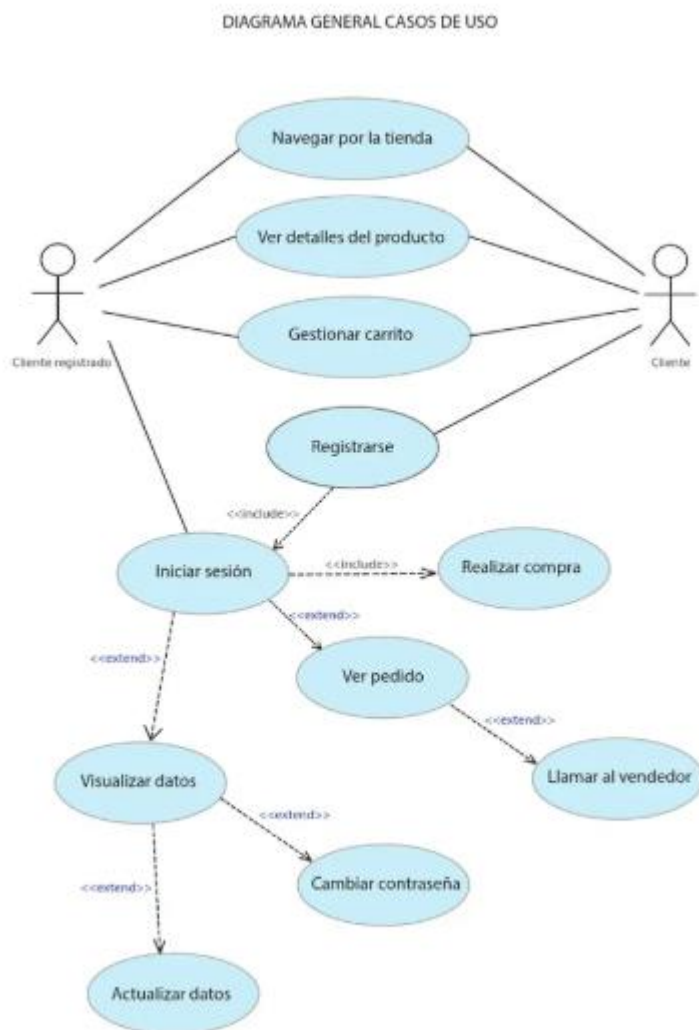 DIAGRAMA GENERAL CASOS DE USO
Navegar por la tienda
Ver detalles del producto
Gestionar carrito
Cliente registrado
Cliente
Registrarse
<<include>>
Iniciar sesión
<<include>>
Realizar compra
<<extend>>
<<extend>>
Ver pedido
<<extend>>
Visualizar datos
Llamar al vendedor
<<extend>>
<<extend>>
Cambiar contraseña
Actualizar datos